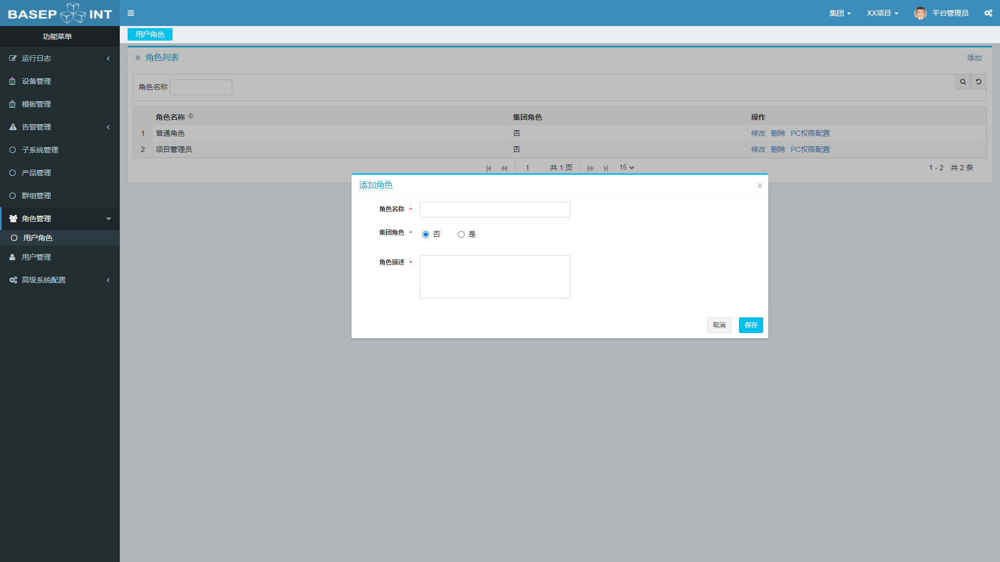 BASEPOINT
集团
XX项目
平台管理员
功能菜单
运行日志
设备管理
模板管理
告警管理
子系统管理
产品管理
群组管理
角色管理
用户角色
用户管理
高级系统配置
用户角色
角色列表
添加
角色名称
角色名称 集团角色 操作
1 普通角色 否 修改 删除 PC权限配置
2 项目管理员 否 修改 删除 PC权限配置
1 共 1 页 15 1 - 2 共 2 条
添加角色 ×
角色名称 *
集团角色 * 否 是
角色描述 *
取消 保存